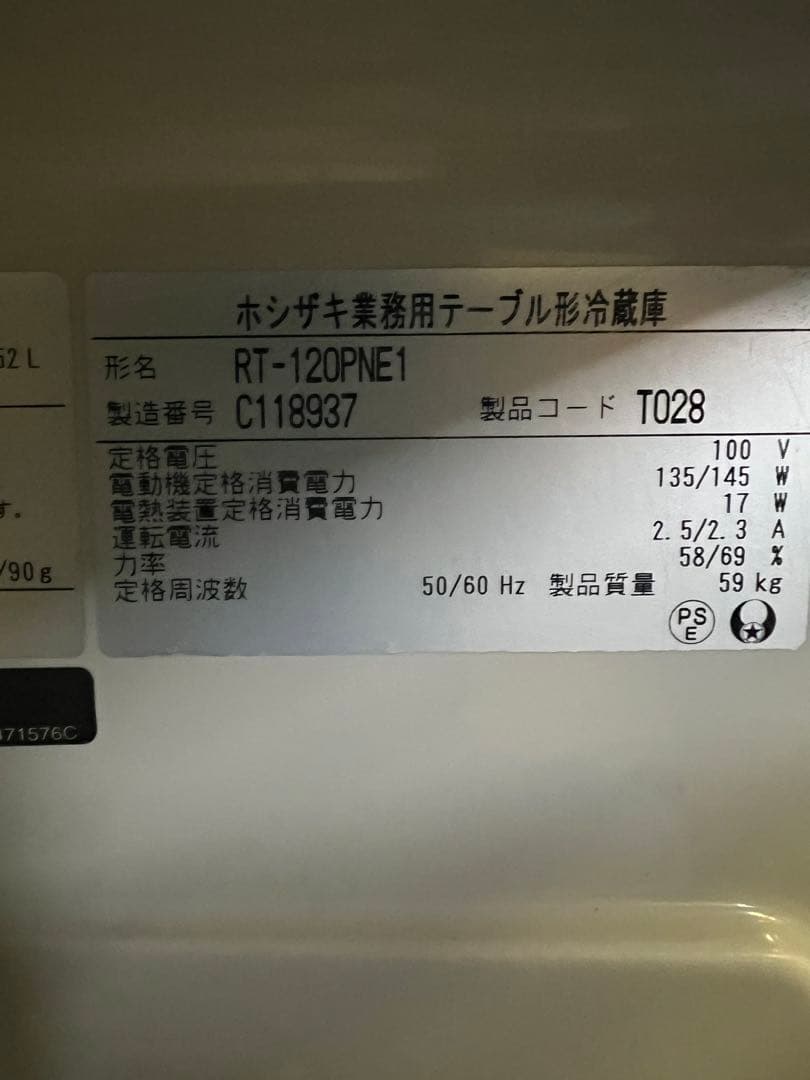 ホシザキ業務用テーブル形冷蔵庫
形名 RT-120PNE1
製造番号 C118937 製品コード T028
定格電圧 100 V
電動機定格消費電力 135/145 W
電熱装置定格消費電力 17 W
運転電流 2.5/2.3 A
力率 58/69 %
定格周波数 50/60 Hz 製品質量 59 kg
PS
E
52 L
す。
/90g
371576C